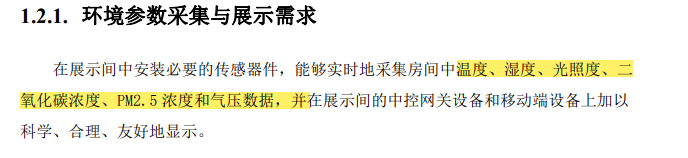 1.2.1. 环境参数采集与展示需求
在展示间中安装必要的传感器件，能够实时地采集房间中温度、湿度、光照度、二
氧化碳浓度、PM2.5 浓度和气压数据，并在展示间的中控网关设备和移动端设备上加以
科学、合理、友好地显示。